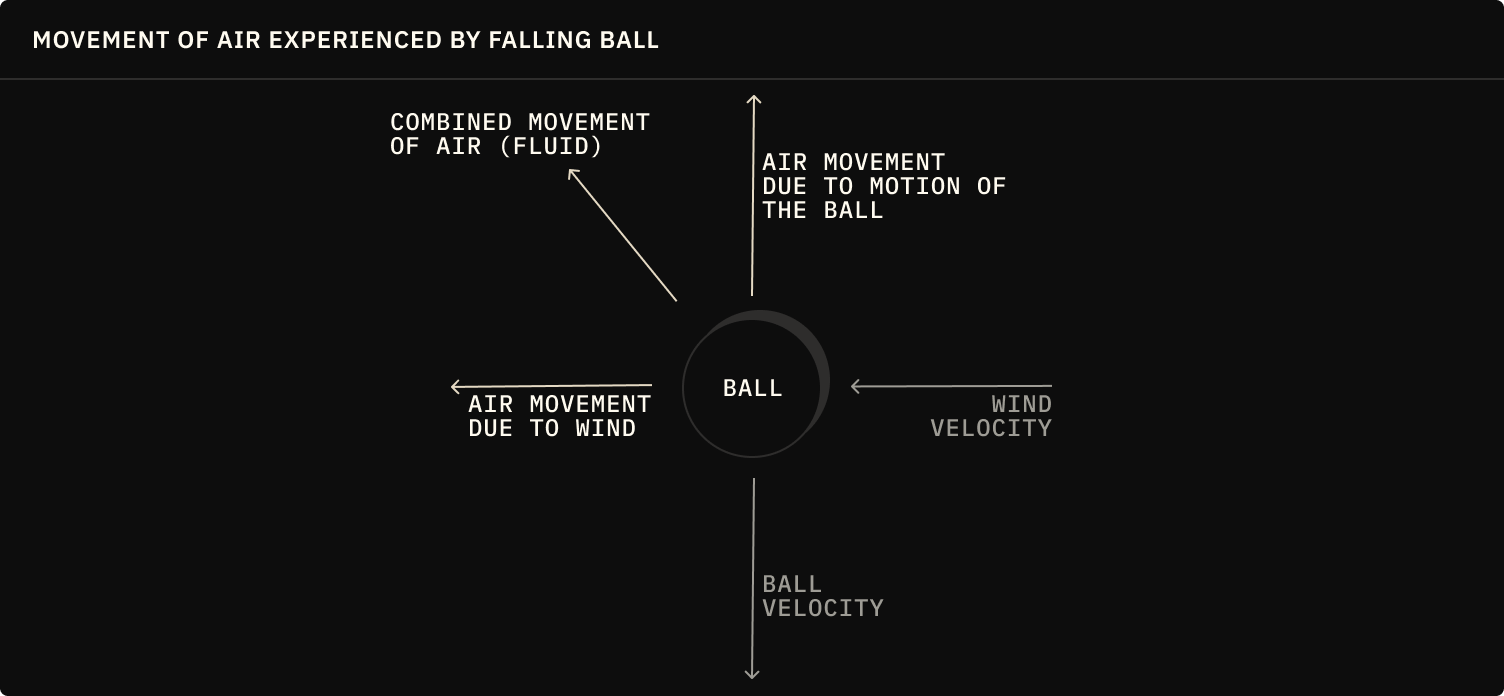 MOVEMENT OF AIR EXPERIENCED BY FALLING BALL
COMBINED MOVEMENT
OF AIR (FLUID)
AIR MOVEMENT
DUE TO MOTION OF
THE BALL
BALL
AIR MOVEMENT
DUE TO WIND
WIND
VELOCITY
BALL
VELOCITY